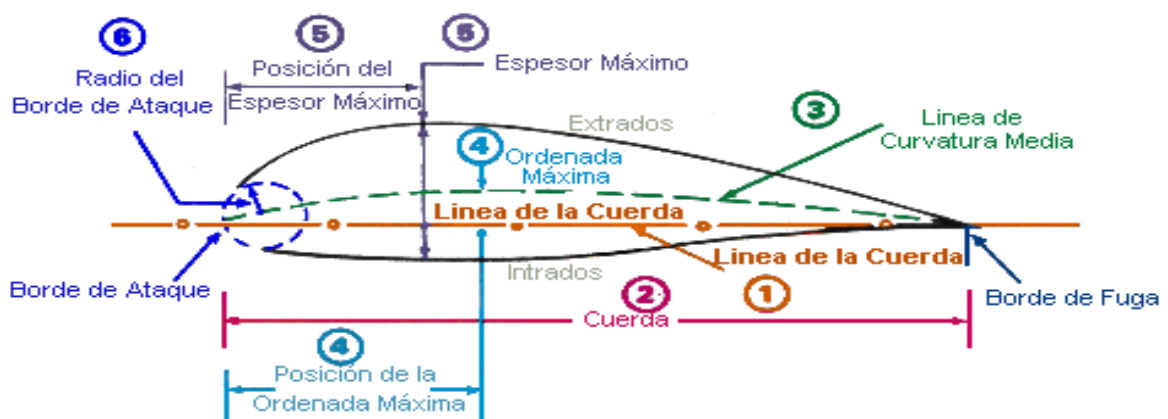 6
Radio del
Borde de Ataque
5
Posición del
Espesor Máximo
5
Espesor Máximo
Extrados
3
Linea de
Curvatura Media
4
Ordenada
Máxima
Linea de la Cuerda
Linea de la Cuerda
1
Intrados
Borde de Ataque
Borde de Fuga
2
Cuerda
4
Posición de la
Ordenada Máxima